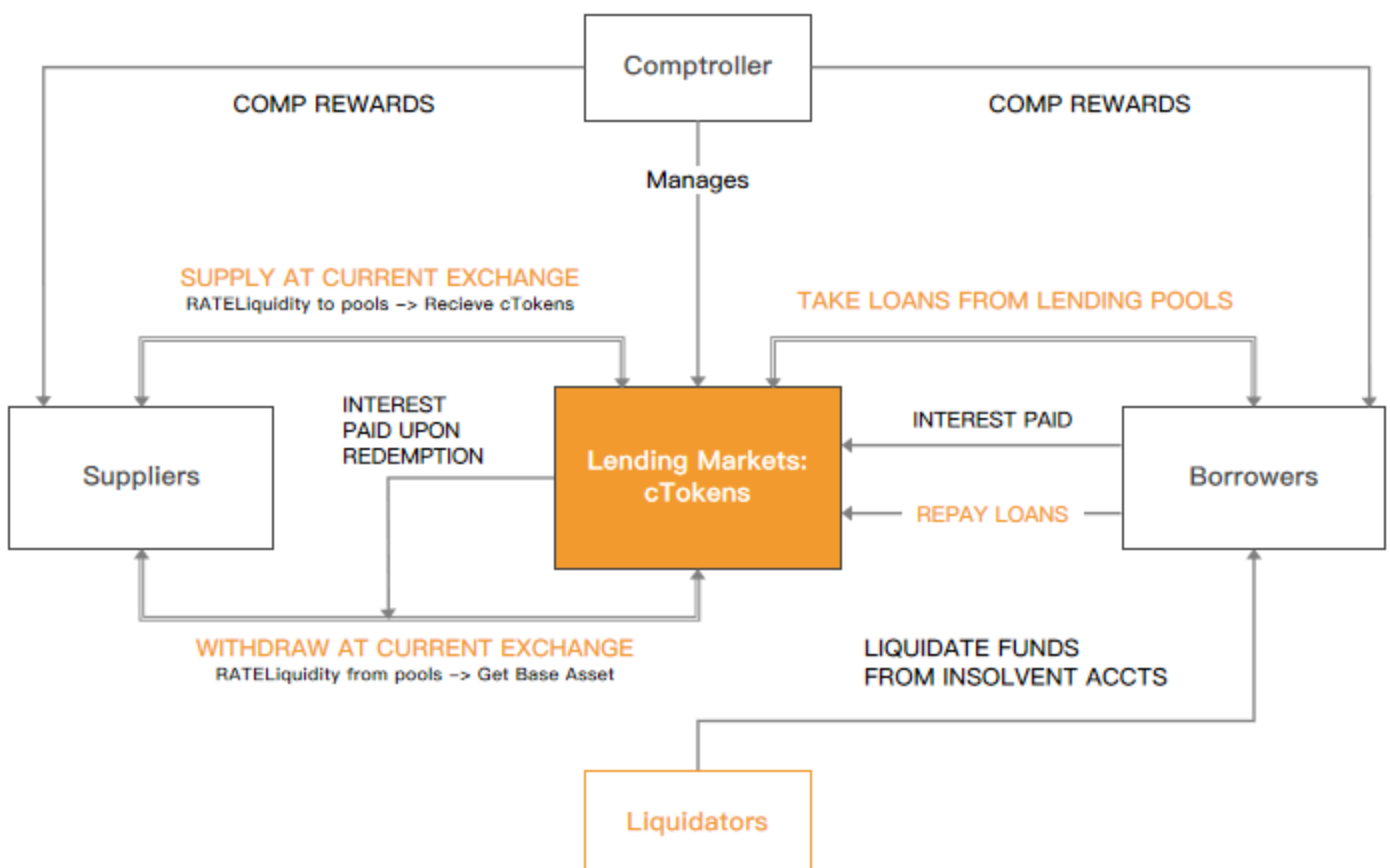 Comptroller
COMP REWARDS
COMP REWARDS
Manages
SUPPLY AT CURRENT EXCHANGE
RATELiquidity to pools -> Recieve cTokens
TAKE LOANS FROM LENDING POOLS
INTEREST
PAID UPON
REDEMPTION
Suppliers
Lending Markets:
cTokens
INTEREST PAID
REPAY LOANS
Borrowers
WITHDRAW AT CURRENT EXCHANGE
RATELiquidity from pools -> Get Base Asset
LIQUIDATE FUNDS
FROM INSOLVENT ACCTS
Liquidators